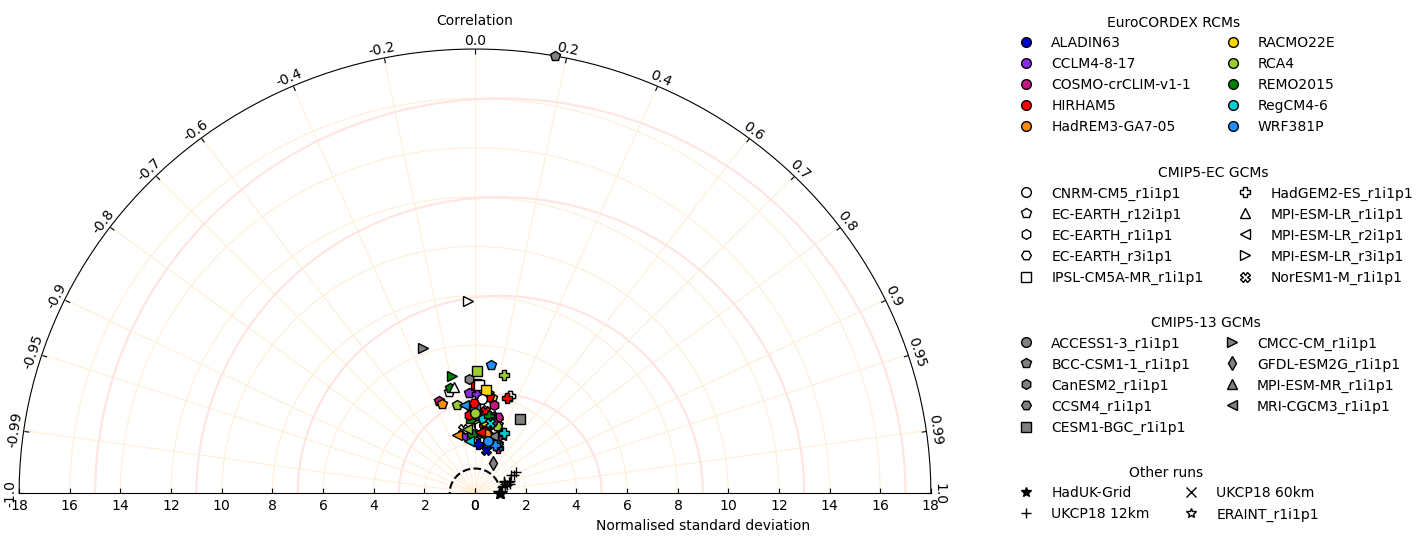 Correlation
-1.0
-0.99
-0.95
-0.9
-0.8
-0.7
-0.6
-0.4
-0.2
0.0
0.2
0.4
0.6
0.7
0.8
0.9
0.95
0.99
1.0
18 16 14 12 10 8 6 4 2 0 0 2 4 6 8 10 12 14 16 18
Normalised standard deviation
EuroCORDEX RCMs
ALADIN63 RACMO22E
CCLM4-8-17 RCA4
COSMO-crCLIM-v1-1 REMO2015
HIRHAM5 RegCM4-6
HadREM3-GA7-05 WRF381P
CMIP5-EC GCMs
CNRM-CM5_r1i1p1 HadGEM2-ES_r1i1p1
EC-EARTH_r12i1p1 MPI-ESM-LR_r1i1p1
EC-EARTH_r1i1p1 MPI-ESM-LR_r2i1p1
EC-EARTH_r3i1p1 MPI-ESM-LR_r3i1p1
IPSL-CM5A-MR_r1i1p1 NorESM1-M_r1i1p1
CMIP5-13 GCMs
ACCESS1-3_r1i1p1 CMCC-CM_r1i1p1
BCC-CSM1-1_r1i1p1 GFDL-ESM2G_r1i1p1
CanESM2_r1i1p1 MPI-ESM-MR_r1i1p1
CCSM4_r1i1p1 MRI-CGCM3_r1i1p1
CESM1-BGC_r1i1p1
Other runs
HadUK-Grid UKCP18 60km
UKCP18 12km ERAINT_r1i1p1